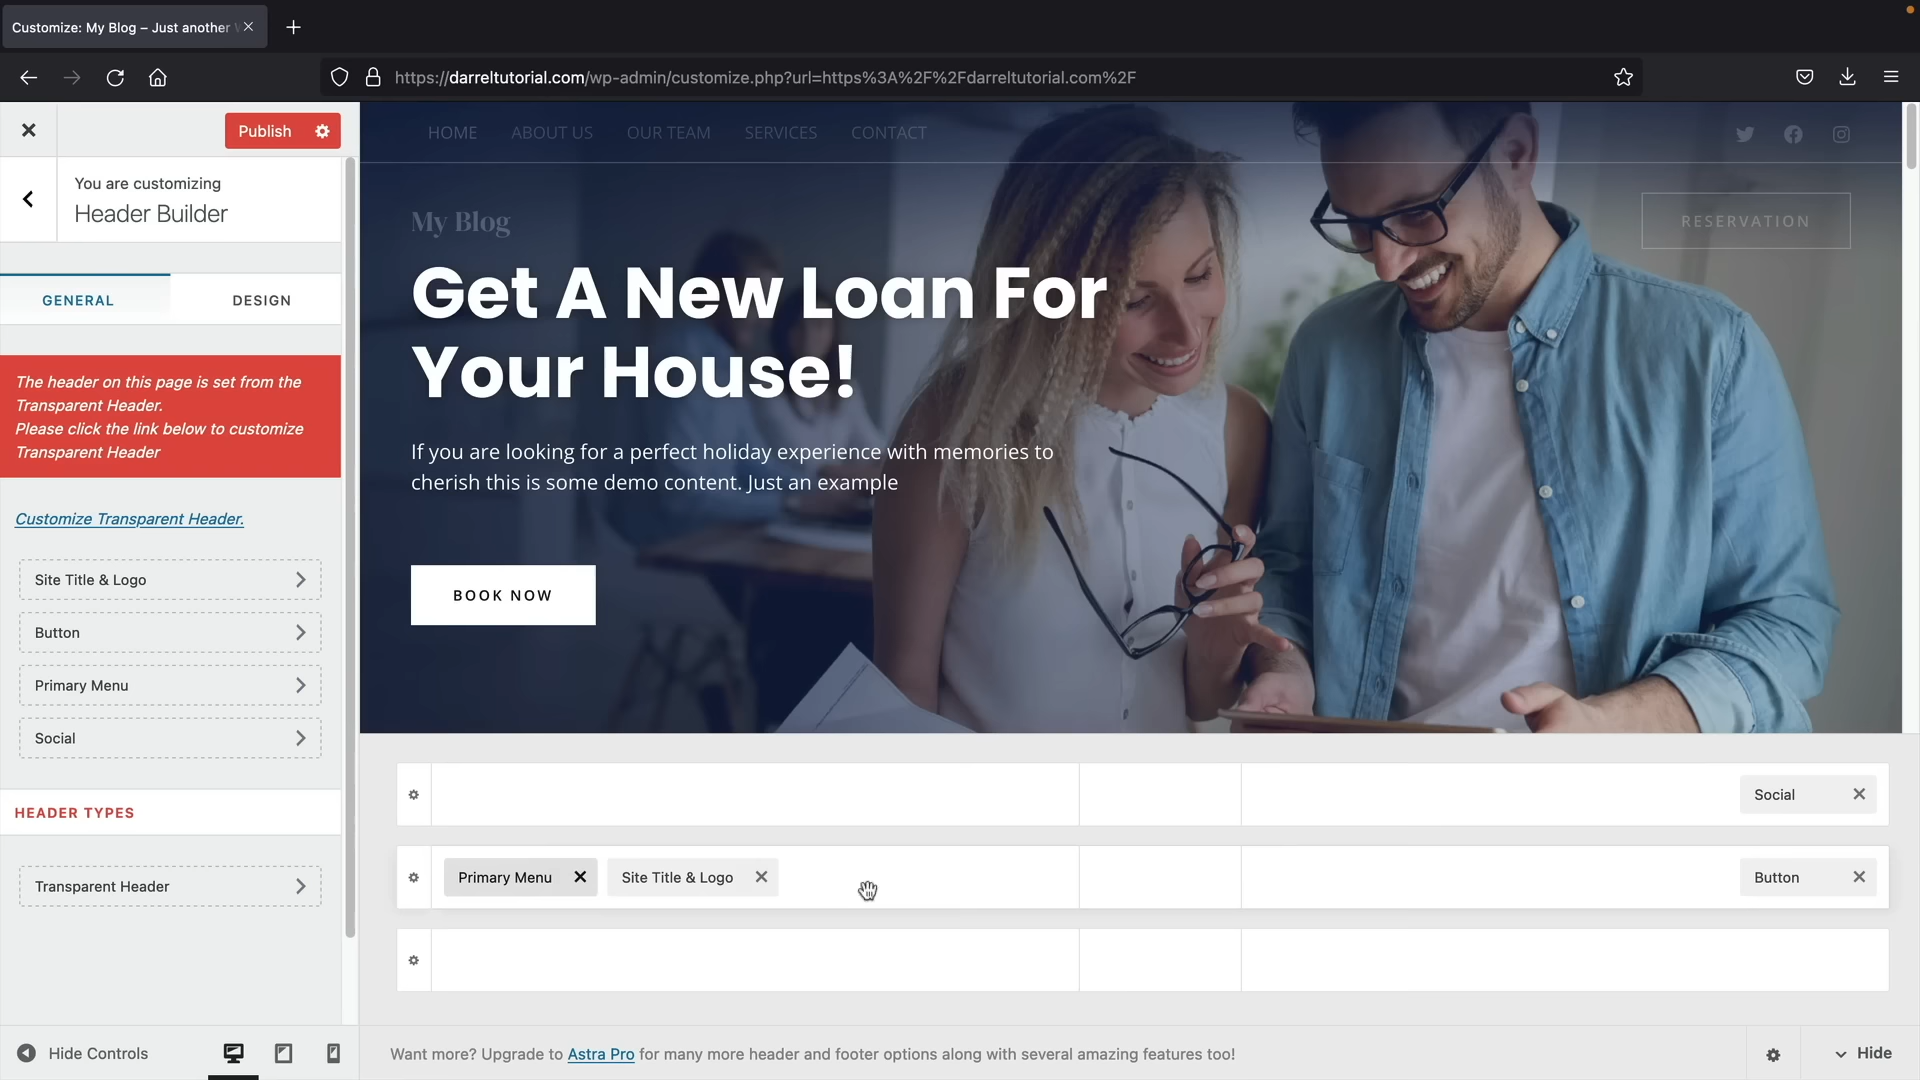 Customize: My Blog – Just another
https://darreltutorial.com/wp-admin/customize.php?url=https%3A%2F%2Fdarreltutorial.com%2F
Publish
You are customizing
Header Builder
GENERAL
DESIGN
The header on this page is set from the
Transparent Header.
Please click the link below to customize
Transparent Header
Customize Transparent Header.
Site Title & Logo
Button
Primary Menu
Social
HEADER TYPES
Transparent Header
Hide Controls
HOME ABOUT US OUR TEAM SERVICES CONTACT
My Blog
RESERVATION
Get A New Loan For
Your House!
If you are looking for a perfect holiday experience with memories to
cherish this is some demo content. Just an example
BOOK NOW
Social
Primary Menu
Site Title & Logo
Button
Want more? Upgrade to Astra Pro for many more header and footer options along with several amazing features too!
Hide